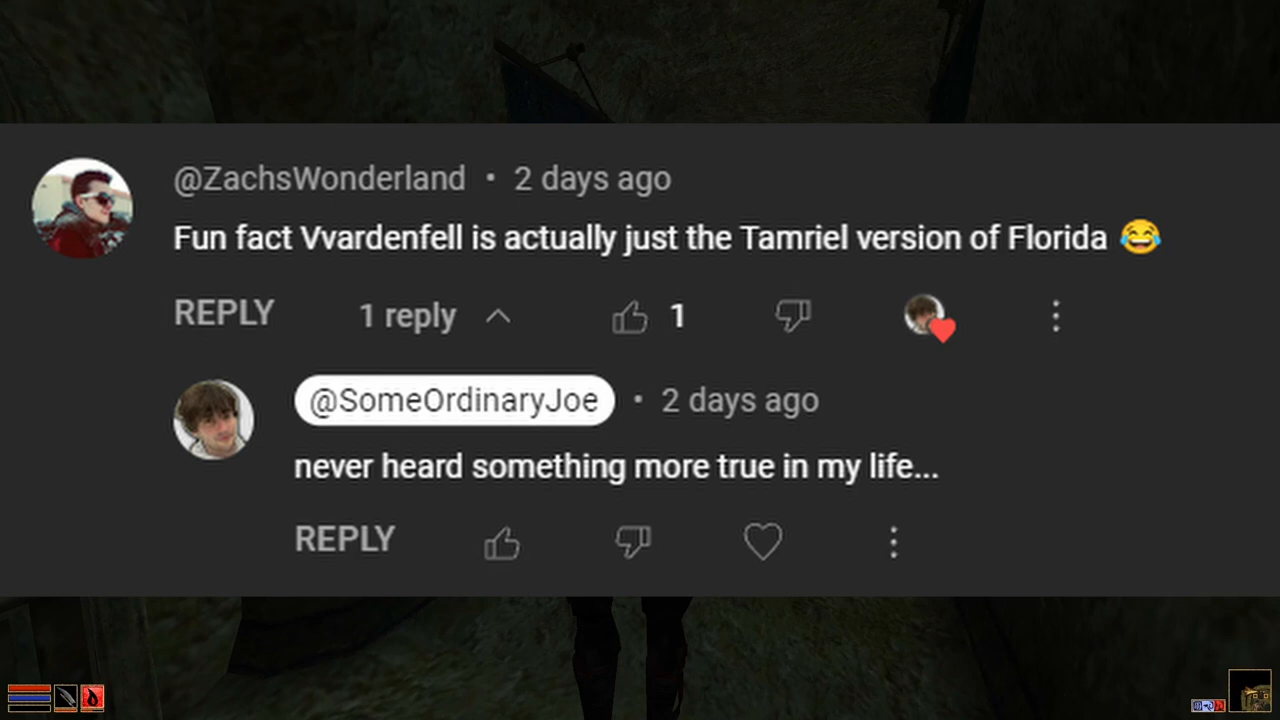 @ZachsWonderland • 2 days ago
Fun fact Vvardenfell is actually just the Tamriel version of Florida 😂
REPLY 1 reply 1
@SomeOrdinaryJoe • 2 days ago
never heard something more true in my life...
REPLY